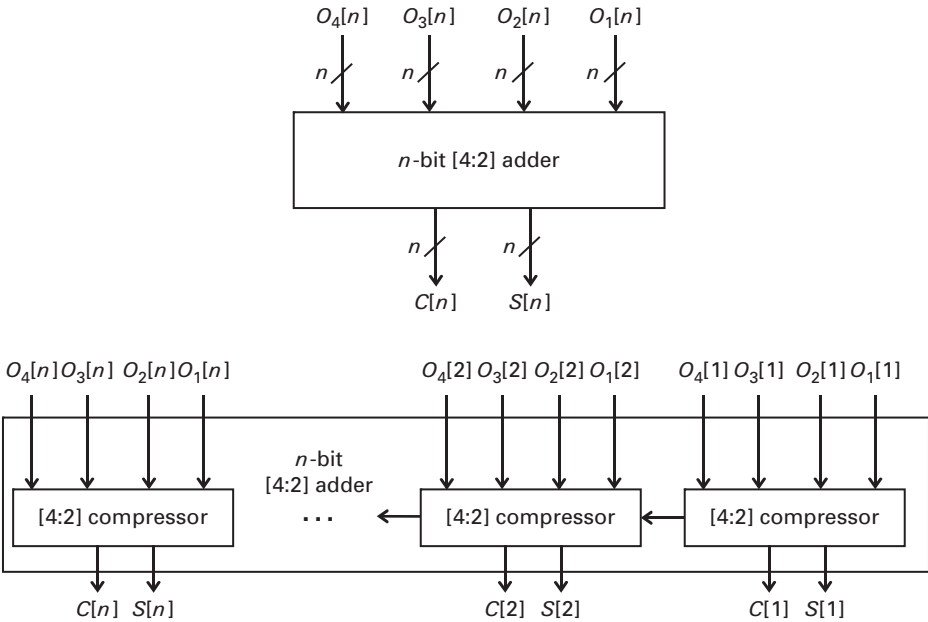 O₄[n] O₃[n] O₂[n] O₁[n]
n n n n
n-bit [4:2] adder
n n
C[n] S[n]
O₄[n] O₃[n] O₂[n] O₁[n] O₄[2] O₃[2] O₂[2] O₁[2] O₄[1] O₃[1] O₂[1] O₁[1]
n-bit
[4:2] adder
[4:2] compressor ... [4:2] compressor [4:2] compressor
C[n] S[n] C[2] S[2] C[1] S[1]